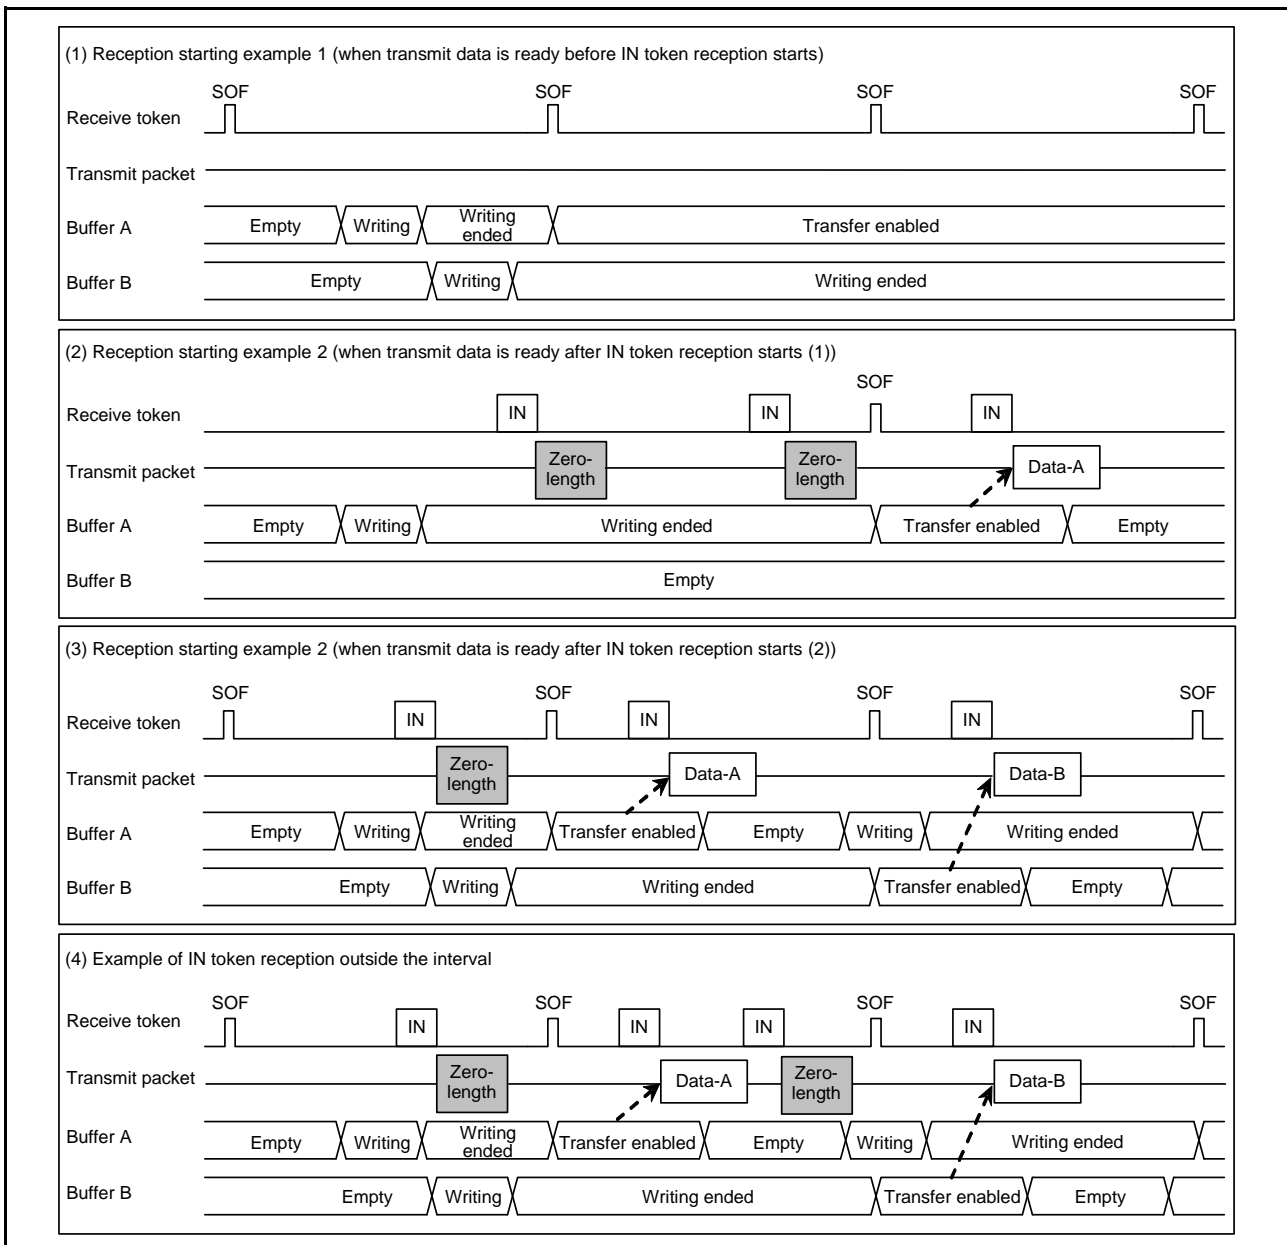 (1) Reception starting example 1 (when transmit data is ready before IN token reception starts)
SOF SOF SOF SOF
Receive token
Transmit packet
Buffer A Empty Writing Writing ended Transfer enabled
Buffer B Empty Writing Writing ended
(2) Reception starting example 2 (when transmit data is ready after IN token reception starts (1))
SOF
Receive token IN IN IN
Transmit packet Zero-length Zero-length Data-A
Buffer A Empty Writing Writing ended Transfer enabled Empty
Buffer B Empty
(3) Reception starting example 2 (when transmit data is ready after IN token reception starts (2))
SOF SOF SOF SOF
Receive token IN IN IN
Transmit packet Zero-length Data-A Data-B
Buffer A Empty Writing Writing ended Transfer enabled Empty Writing Writing ended
Buffer B Empty Writing Writing ended Transfer enabled Empty
(4) Example of IN token reception outside the interval
SOF SOF SOF SOF
Receive token IN IN IN IN
Transmit packet Zero-length Data-A Zero-length Data-B
Buffer A Empty Writing Writing ended Transfer enabled Empty Writing Writing ended
Buffer B Empty Writing Writing ended Transfer enabled Empty